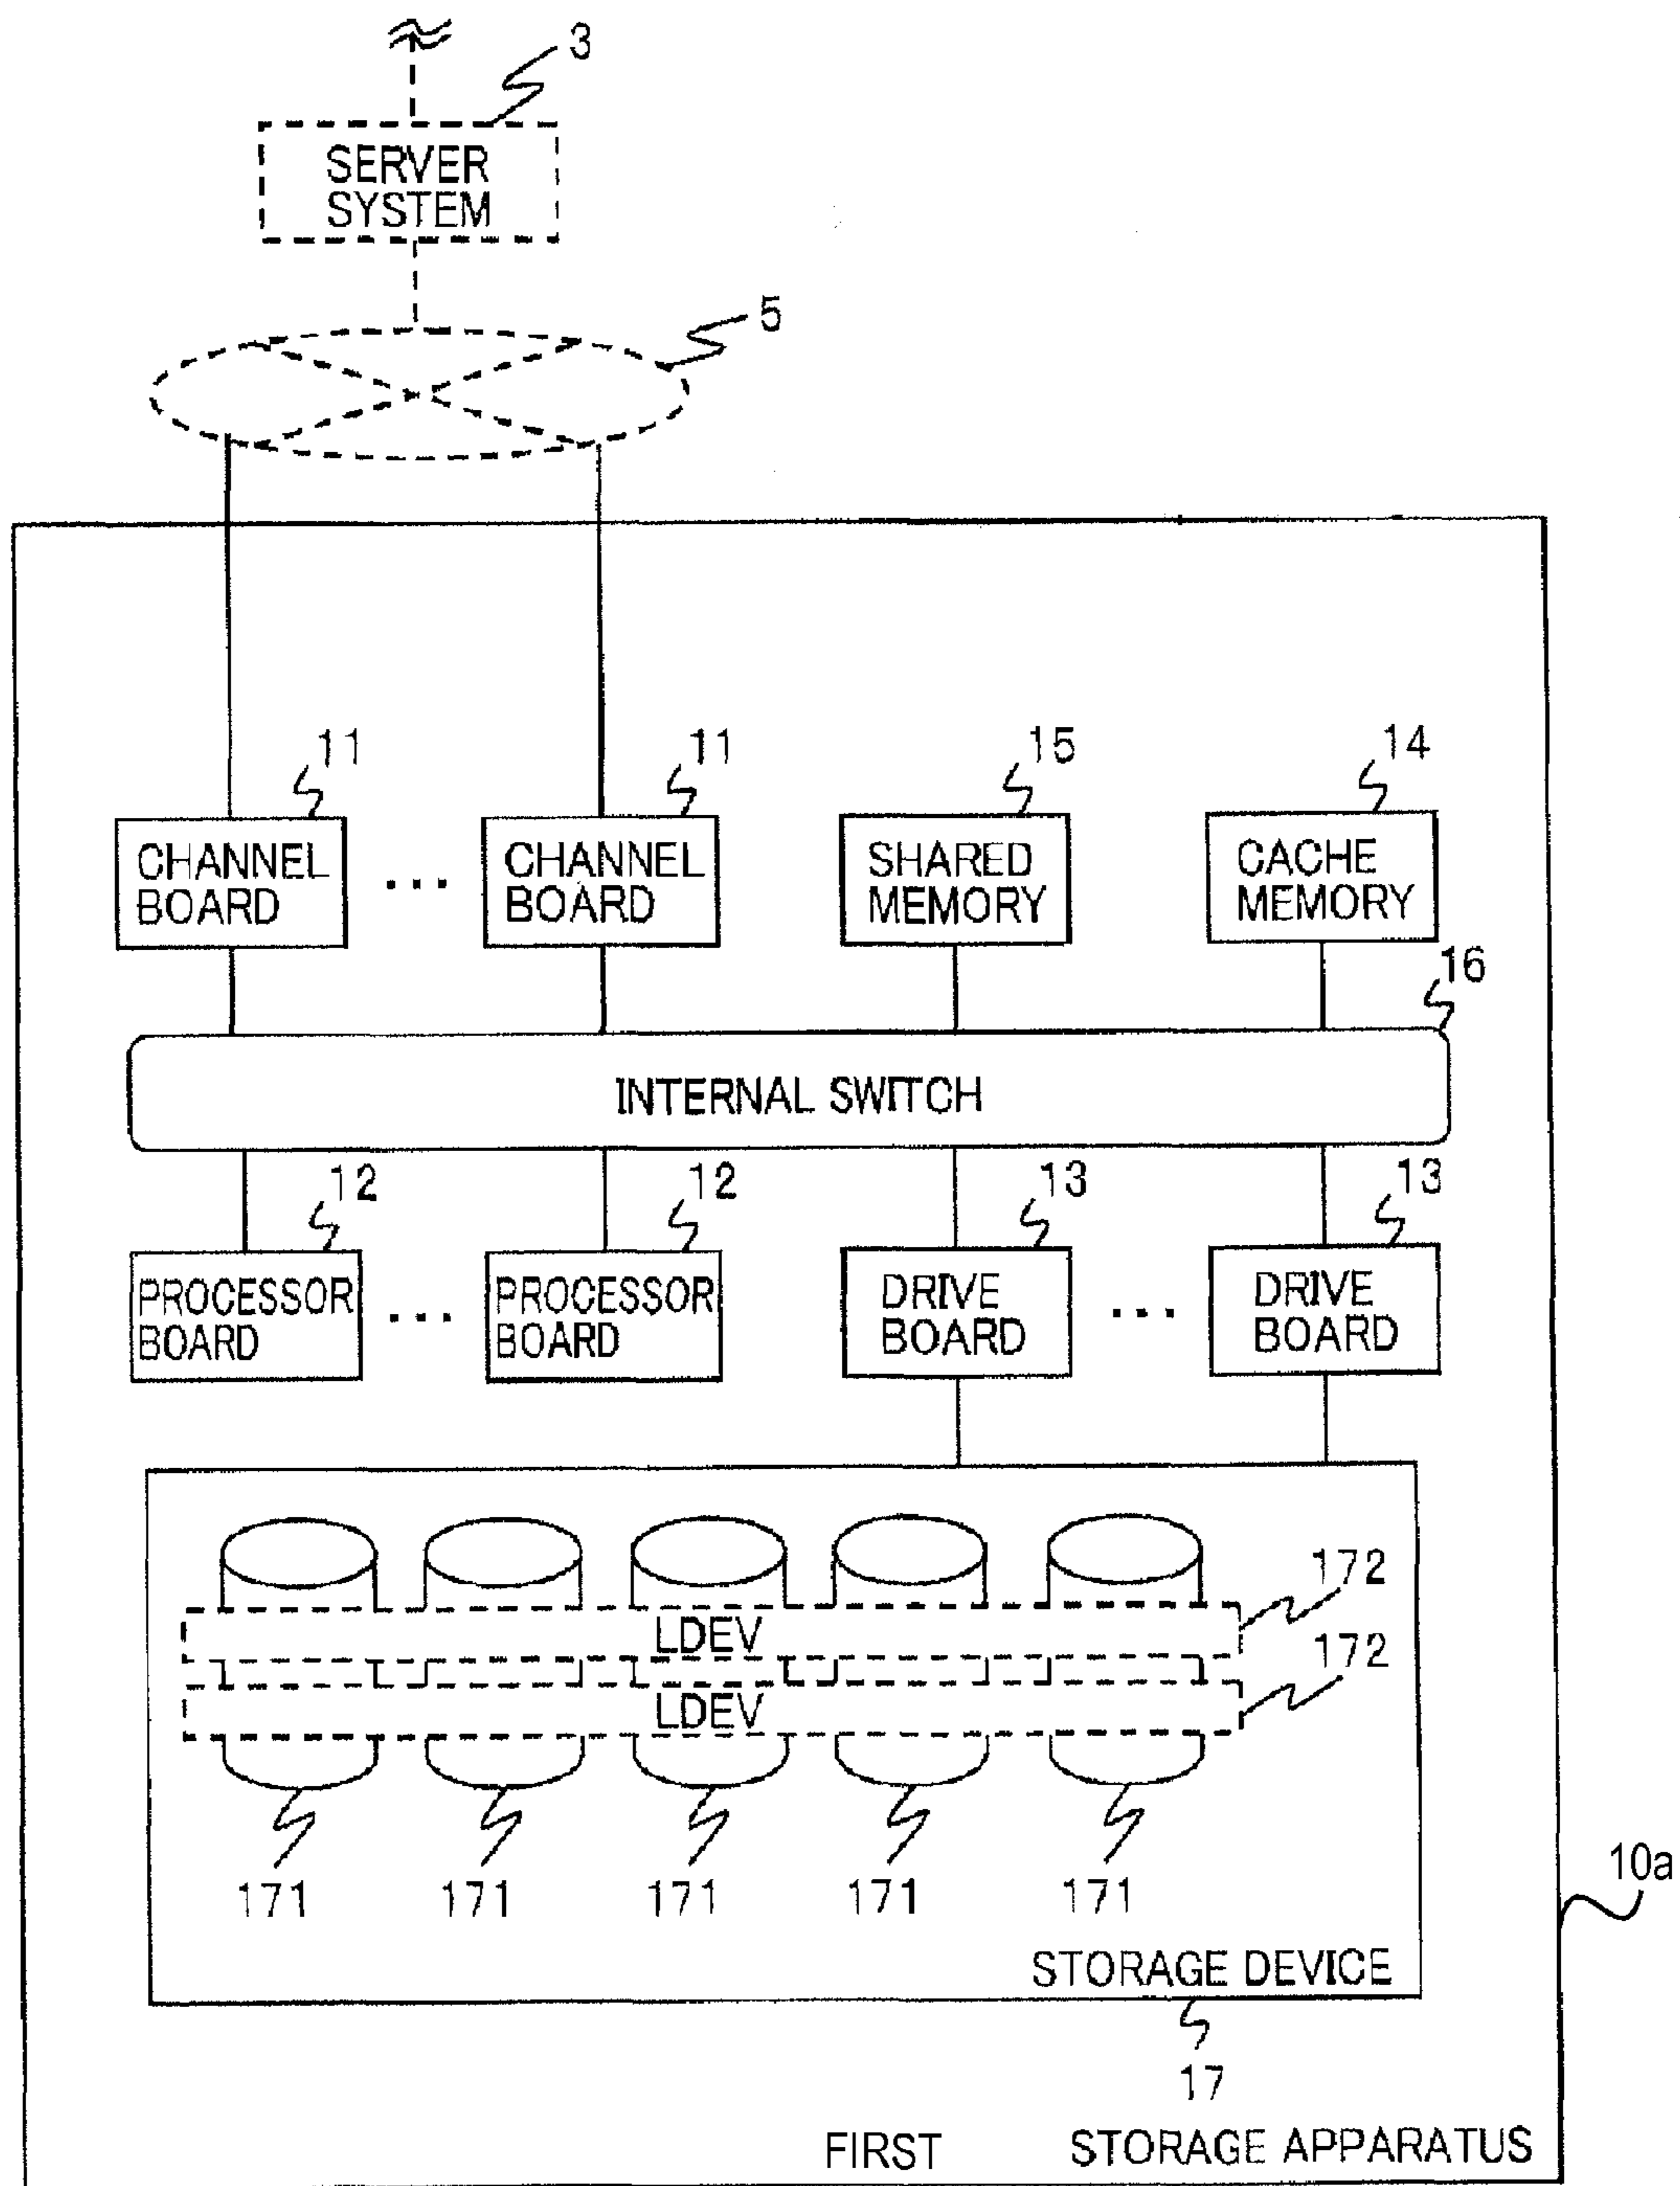 3
SERVER
SYSTEM
5
11
11
15
14
CHANNEL
BOARD
...
CHANNEL
BOARD
SHARED
MEMORY
CACHE
MEMORY
16
INTERNAL SWITCH
12
12
13
13
PROCESSOR
BOARD
...
PROCESSOR
BOARD
DRIVE
BOARD
...
DRIVE
BOARD
172
LDEV
172
LDEV
171 171 171 171 171
10a
STORAGE DEVICE
17
FIRST STORAGE APPARATUS